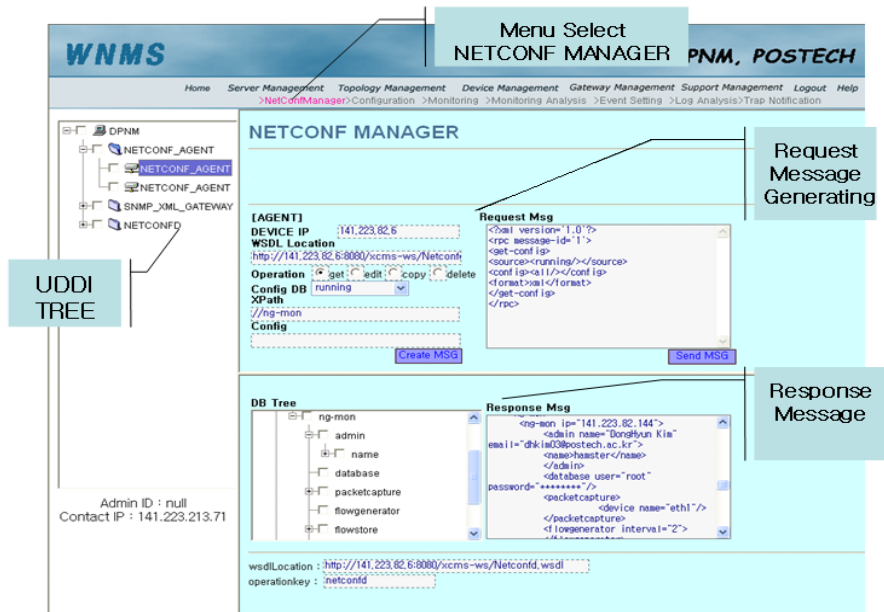 Menu Select
NETCONF MANAGER
WNMS
DPNM, POSTECH
Home Server Management Topology Management Device Management Gateway Management Support Management Logout Help
>NetConfManager>Configuration >Monitoring >Monitoring Analysis >Event Setting >Log Analysis>Trap Notification
DPNM
NETCONF_AGENT
NETCONF_AGENT
NETCONF_AGENT
SNMP_XML_GATEWAY
NETCONFD
UDDI
TREE
Admin ID : null
Contact IP : 141.223.213.71
NETCONF MANAGER
Request
Message
Generating
[AGENT]
DEVICE IP 141,223,82,6
WSDL Location
http://141,223,82,6:8080/xcms-ws/Netconf
Operation get edit copy delete
Config DB running
XPath
//ng-mon
Config
Create MSG
Request Msg
<?xml version='1.0'?>
<rpc message-id='1'>
<get-config>
<source><running/></source>
<config><all/></config>
<format>xml</format>
</get-config>
</rpc>
Send MSG
Response
Message
DB Tree
ng-mon
admin
name
database
packetcapture
flowgenerator
flowstore
Response Msg
<ng-mon ip="141.223.82.144">
<admin name="DongHyun Kim"
email="dhkim03@postech.ac.kr">
<name>hamster</name>
</admin>
<database user="root"
password="********"/>
<packetcapture>
<device name="eth1"/>
</packetcapture>
<flowgenerator interval="2">
wsdlLocation : http://141,223,82,6:8080/xcms-ws/Netconfd,wsdl
operationkey : netconfd